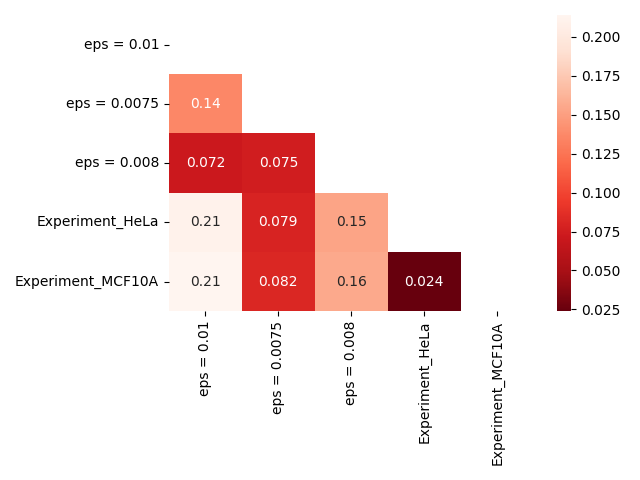 eps = 0.01
eps = 0.0075
0.14
eps = 0.008
0.072 0.075
Experiment_HeLa
0.21 0.079 0.15
Experiment_MCF10A
0.21 0.082 0.16 0.024
eps = 0.01
eps = 0.0075
eps = 0.008
Experiment_HeLa
Experiment_MCF10A
0.200
0.175
0.150
0.125
0.100
0.075
0.050
0.025